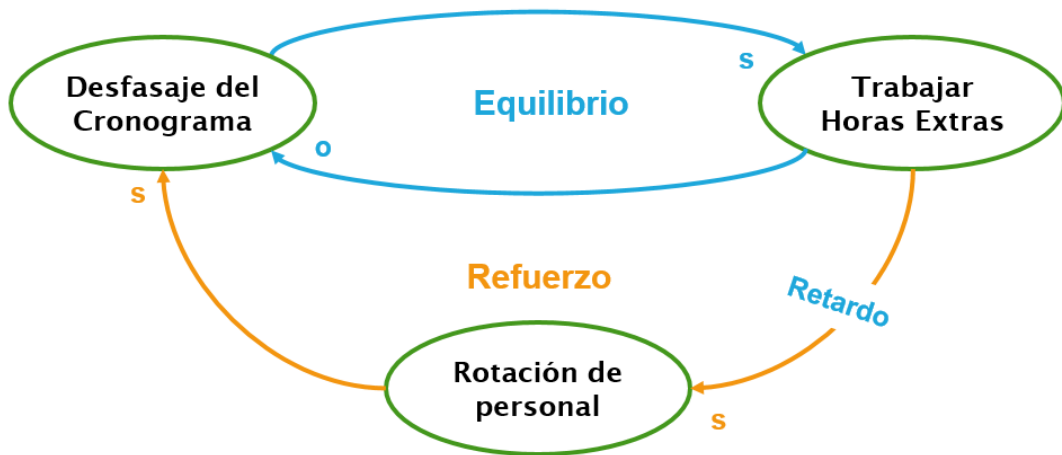 Desfasaje del
Cronograma
s
Trabajar
Horas Extras
Equilibrio
o
s
Refuerzo
Retardo
Rotación de
personal
s